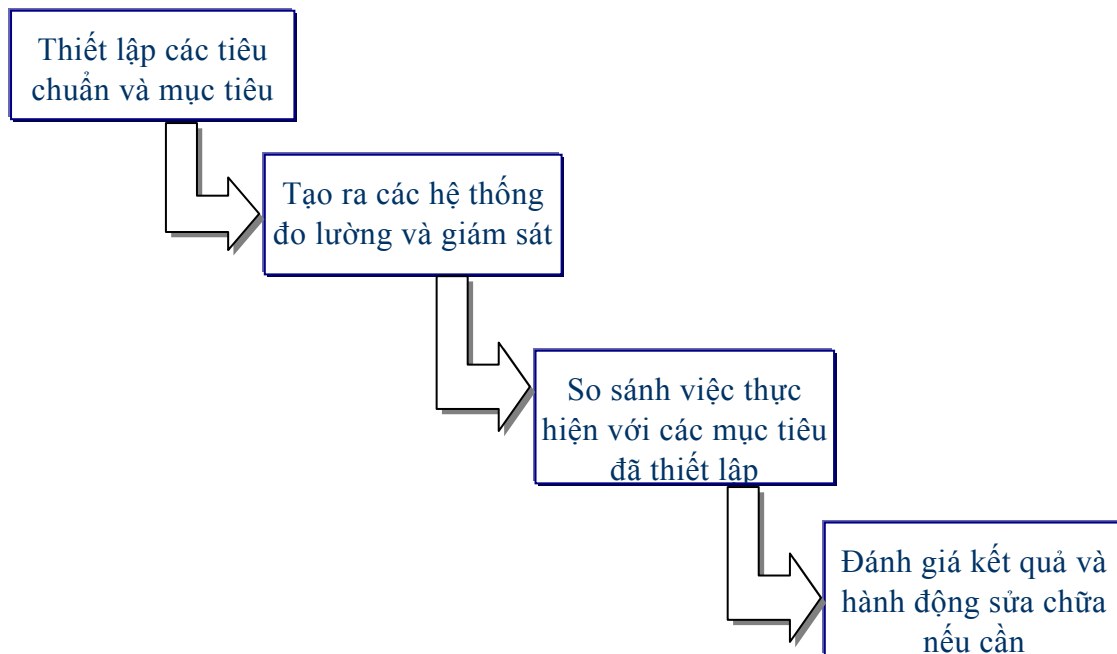 Thiết lập các tiêu
chuẩn và mục tiêu
Tạo ra các hệ thống
đo lường và giám sát
So sánh việc thực
hiện với các mục tiêu
đã thiết lập
Đánh giá kết quả và
hành động sửa chữa
nếu cần